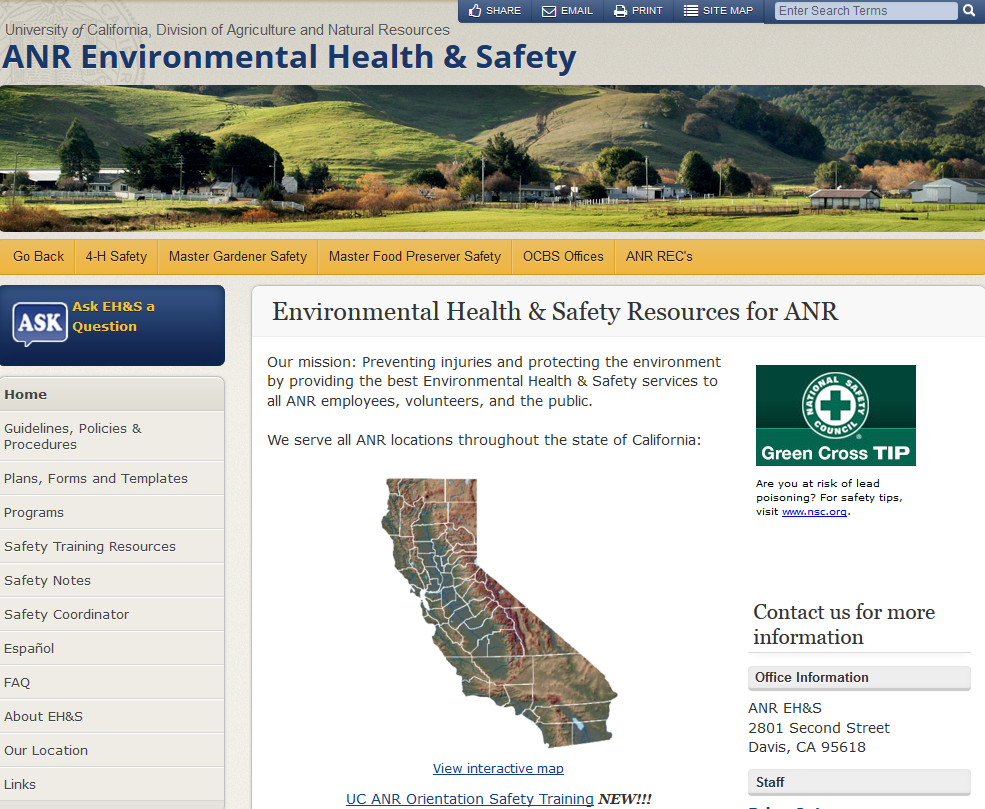 SHARE EMAIL PRINT SITE MAP Enter Search Terms
University of California, Division of Agriculture and Natural Resources
ANR Environmental Health & Safety
Go Back 4-H Safety Master Gardener Safety Master Food Preserver Safety OCBS Offices ANR REC's
ASK
Ask EH&S a
Question
Home
Guidelines, Policies &
Procedures
Plans, Forms and Templates
Programs
Safety Training Resources
Safety Notes
Safety Coordinator
Español
FAQ
About EH&S
Our Location
Links
Environmental Health & Safety Resources for ANR
Our mission: Preventing injuries and protecting the environment
by providing the best Environmental Health & Safety services to
all ANR employees, volunteers, and the public.
We serve all ANR locations throughout the state of California:
View interactive map
UC ANR Orientation Safety Training NEW!!!
NATIONAL SAFETY
COUNCIL
Green Cross TIP
Are you at risk of lead
poisoning? For safety tips,
visit www.nsc.org.
Contact us for more
information
Office Information
ANR EH&S
2801 Second Street
Davis, CA 95618
Staff